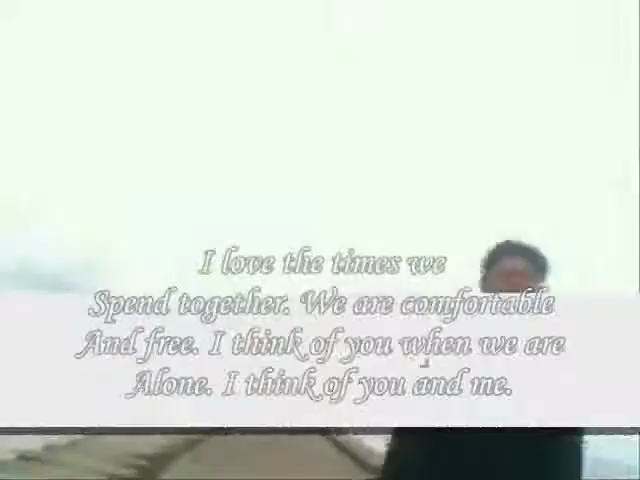 I love the times we
Spend together. We are comfortable
And free. I think of you when we are
Alone. I think of you and me.